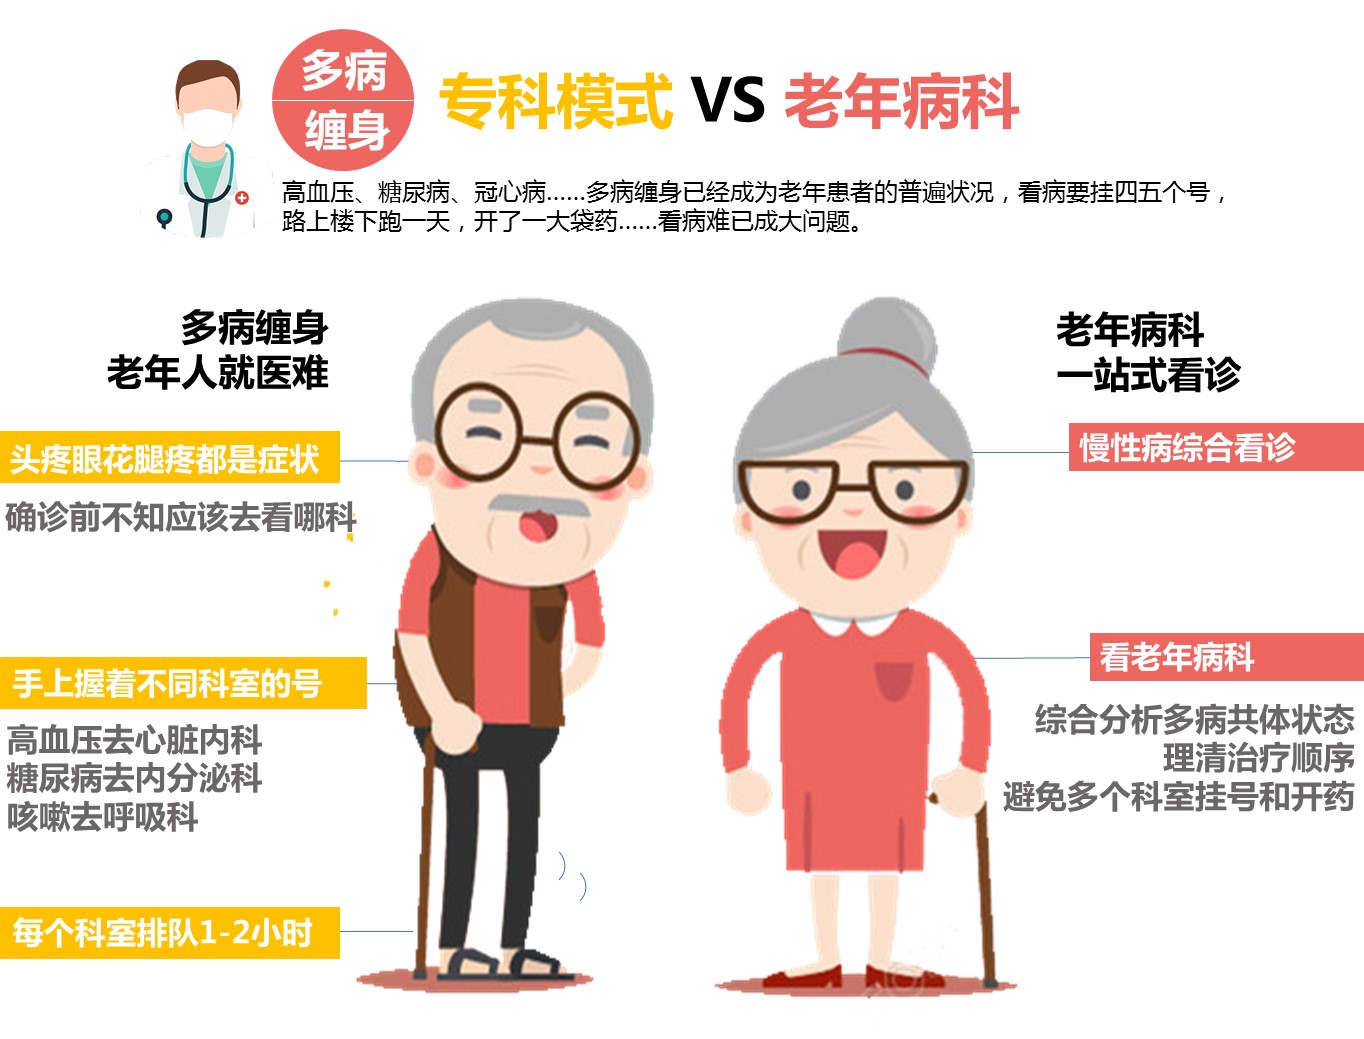 多病
缠身
专科模式 VS 老年病科
高血压、糖尿病、冠心病……多病缠身已经成为老年患者的普遍状况，看病要挂四五个号，
路上楼下跑一天，开了一大袋药……看病难已成大问题。
多病缠身
老年人就医难
头疼眼花腿疼都是症状
确诊前不知应该去看哪科
手上握着不同科室的号
高血压去心脏内科
糖尿病去内分泌科
咳嗽去呼吸科
每个科室排队1-2小时
老年病科
一站式看诊
慢性病综合看诊
看老年病科
综合分析多病共体状态
理清治疗顺序
避免多个科室挂号和开药